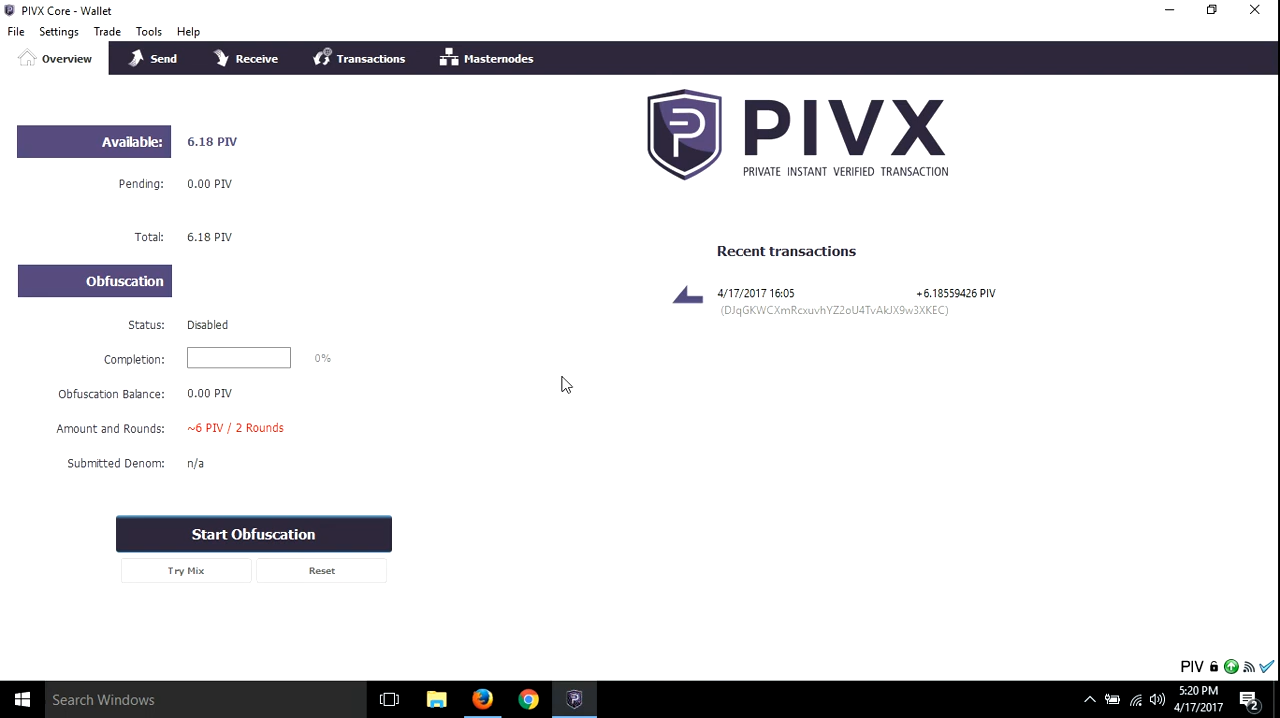 PIVX Core - Wallet
File Settings Trade Tools Help
Overview Send Receive Transactions Masternodes
PIVX
PRIVATE INSTANT VERIFIED TRANSACTION
Available: 6.18 PIV
Pending: 0.00 PIV
Total: 6.18 PIV
Recent transactions
4/17/2017 16:05 +6.18559426 PIV
(DJqGKWCXmRcxuvhYZ2oU4TvAkJX9w3XKEC)
Obfuscation
Status: Disabled
Completion: 0%
Obfuscation Balance: 0.00 PIV
Amount and Rounds: ~6 PIV / 2 Rounds
Submitted Denom: n/a
Start Obfuscation
Try Mix Reset
PIV
Search Windows
5:20 PM
4/17/2017
2